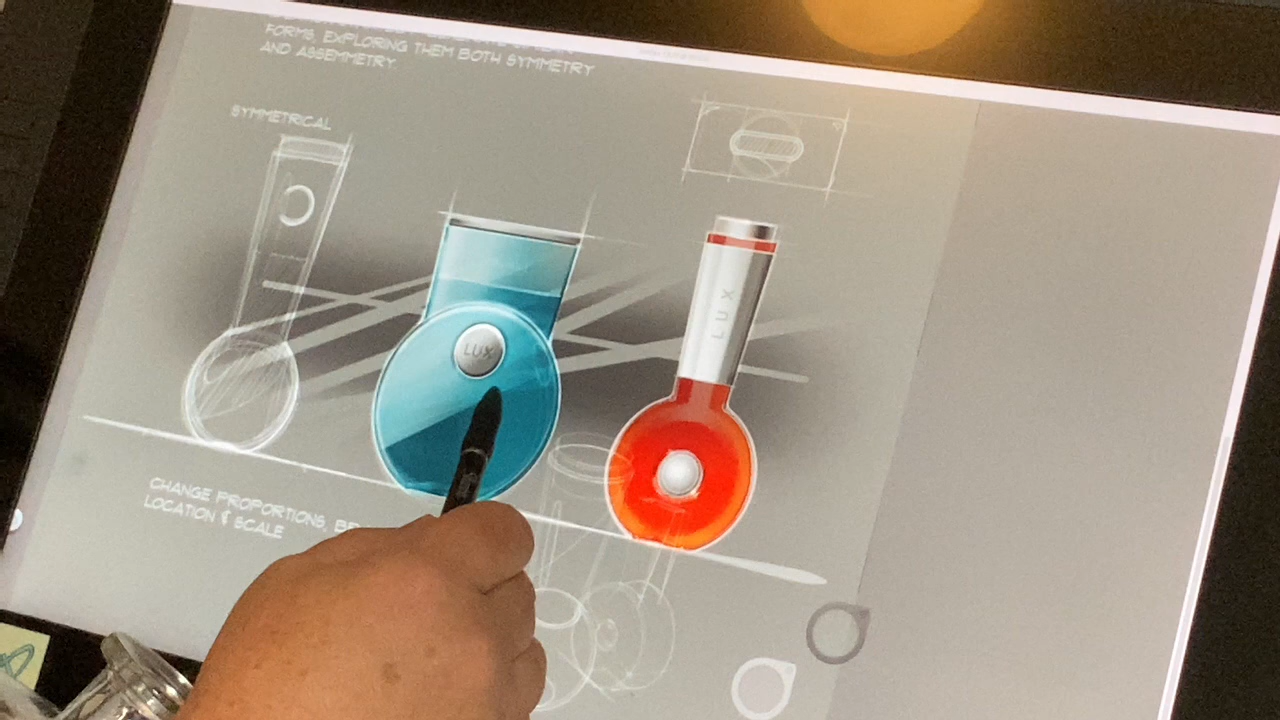 FORMS, EXPLORING THEM BOTH SYMMETRY
AND ASSEMMETRY.
SYMMETRICAL
LUX
LUX
CHANGE PROPORTIONS,
LOCATION & SCALE